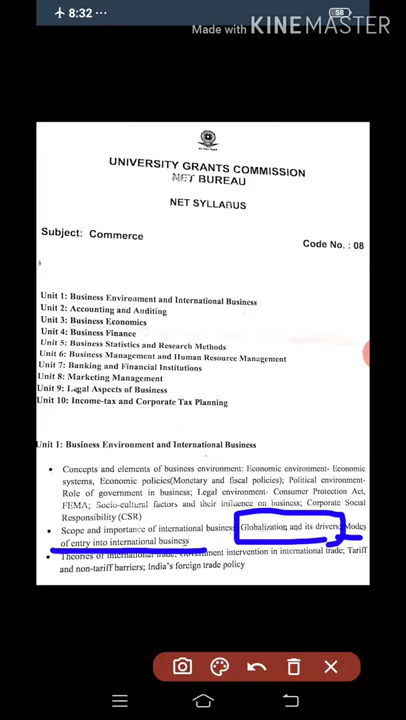 8:32 ...
58
Made with KINEMASTER
UNIVERSITY GRANTS COMMISSION
NET BUREAU
NET SYLLABUS
Subject: Commerce
Code No. : 08
Unit 1: Business Environment and International Business
Unit 2: Accounting and Auditing
Unit 3: Business Economics
Unit 4: Business Finance
Unit 5: Business Statistics and Research Methods
Unit 6: Business Management and Human Resource Management
Unit 7: Banking and Financial Institutions
Unit 8: Marketing Management
Unit 9: Legal Aspects of Business
Unit 10: Income-tax and Corporate Tax Planning
Unit 1: Business Environment and International Business
• Concepts and elements of business environment: Economic environment- Economic
systems, Economic policies(Monetary and fiscal policies); Political environment-
Role of government in business; Legal environment- Consumer Protection Act,
FEMA; Socio-cultural factors and their influence on business; Corporate Social
Responsibility (CSR)
• Scope and importance of international business; Globalization and its drivers; Modes
of entry into international business
• Theories of international trade; Government intervention in international trade; Tariff
and non-tariff barriers; India's foreign trade policy